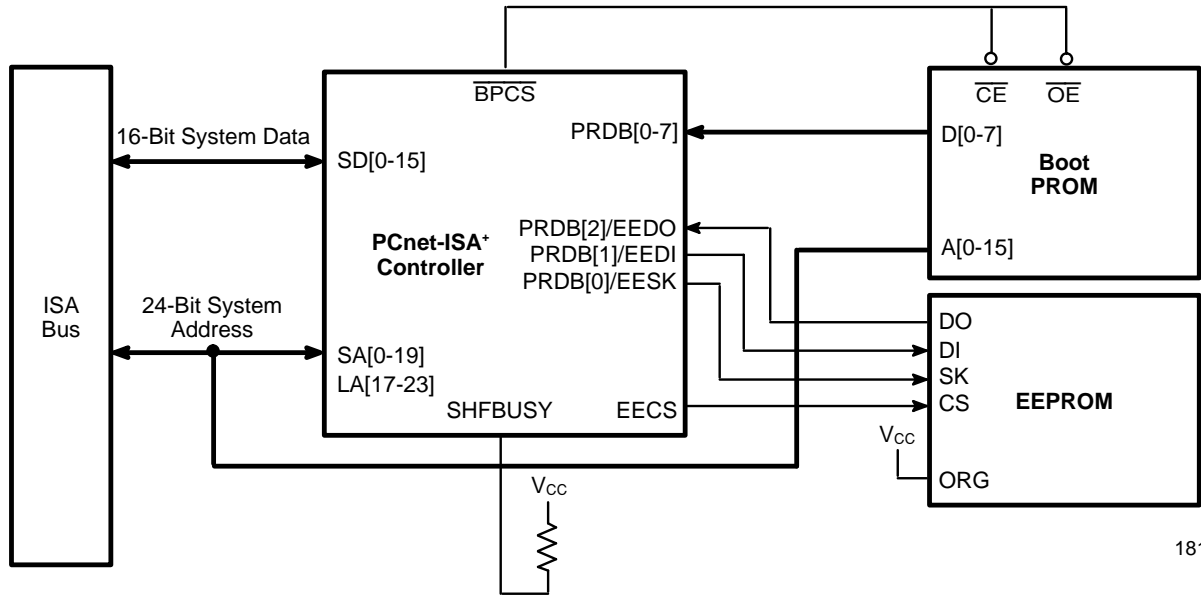 ISA
Bus
16-Bit System Data
24-Bit System
Address
BPCS
PRDB[0-7]
SD[0-15]
PCnet-ISA+
Controller
PRDB[2]/EEDO
PRDB[1]/EEDI
PRDB[0]/EESK
SA[0-19]
LA[17-23]
SHFBUSY
EECS
VCC
CE
OE
D[0-7]
Boot
PROM
A[0-15]
DO
DI
SK
CS
EEPROM
VCC
ORG
181